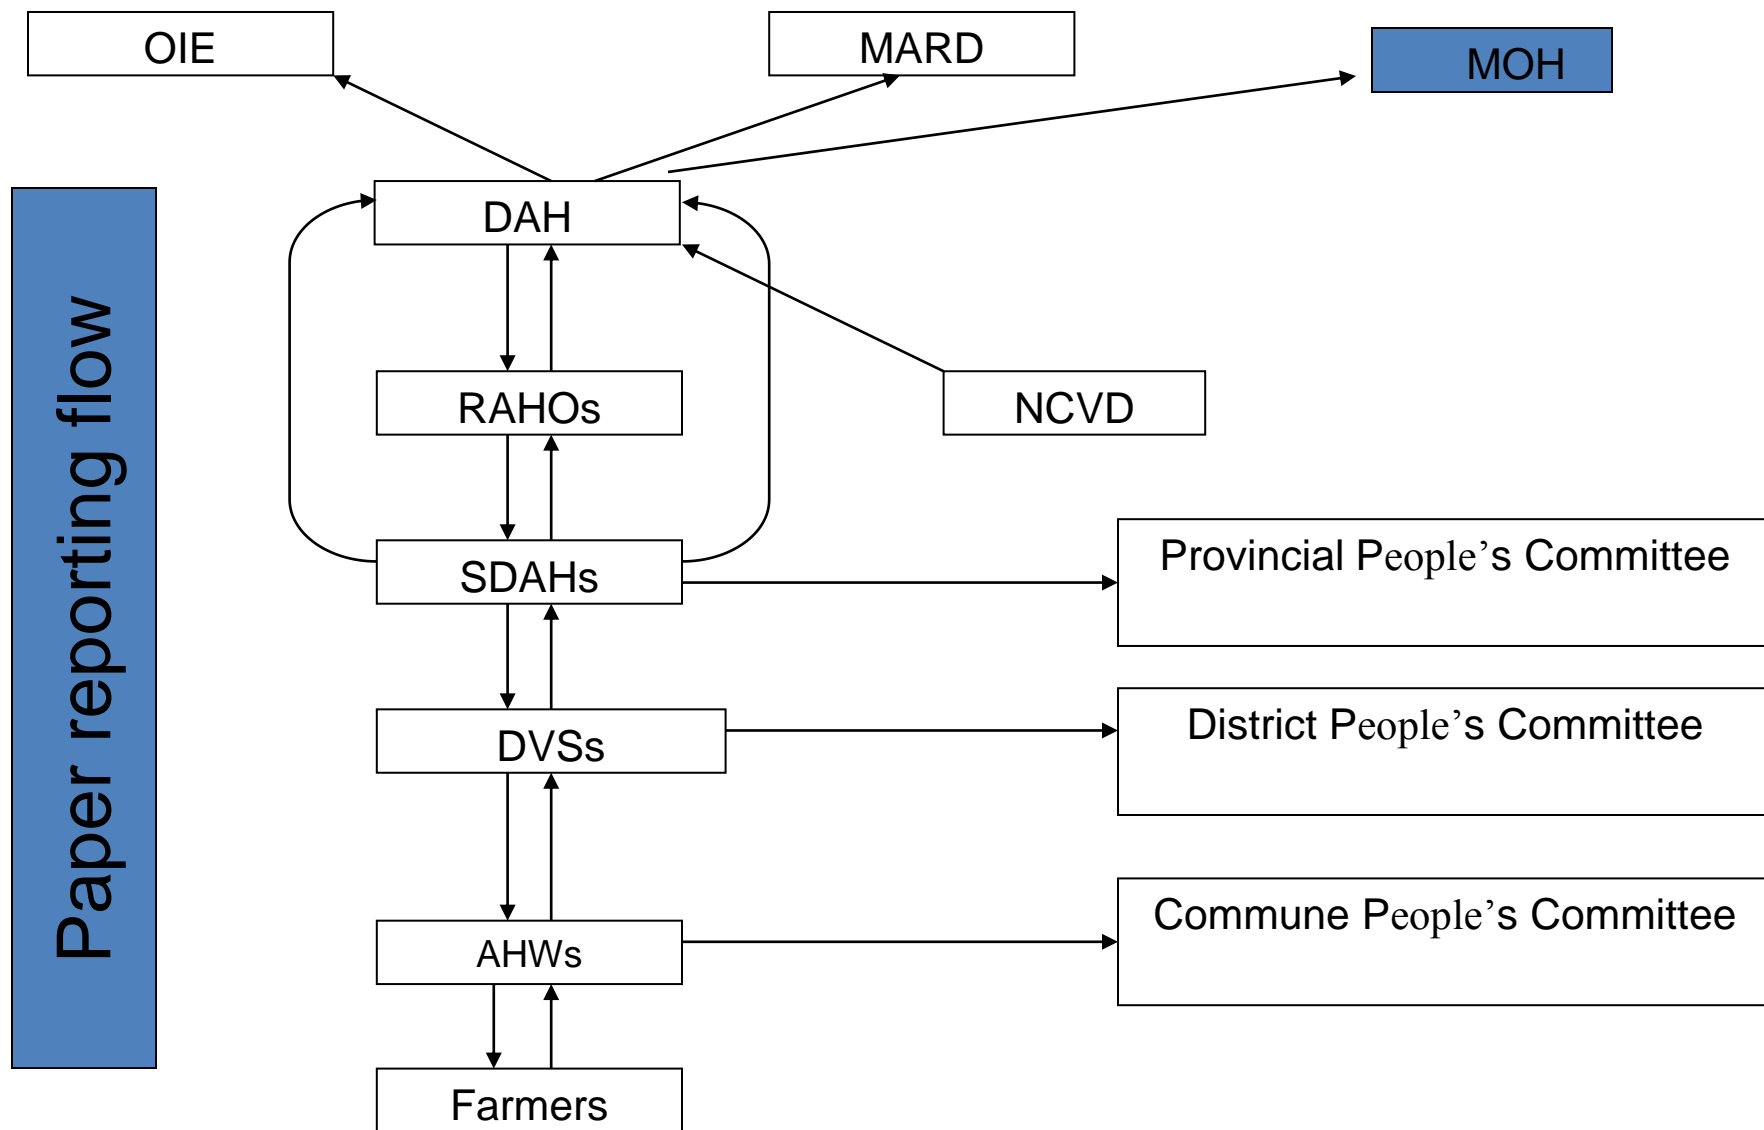 OIE
MARD
MOH
Paper reporting flow
DAH
RAHOs
NCVD
SDAHs
Provincial People’s Committee
DVSs
District People’s Committee
AHWs
Commune People’s Committee
Farmers